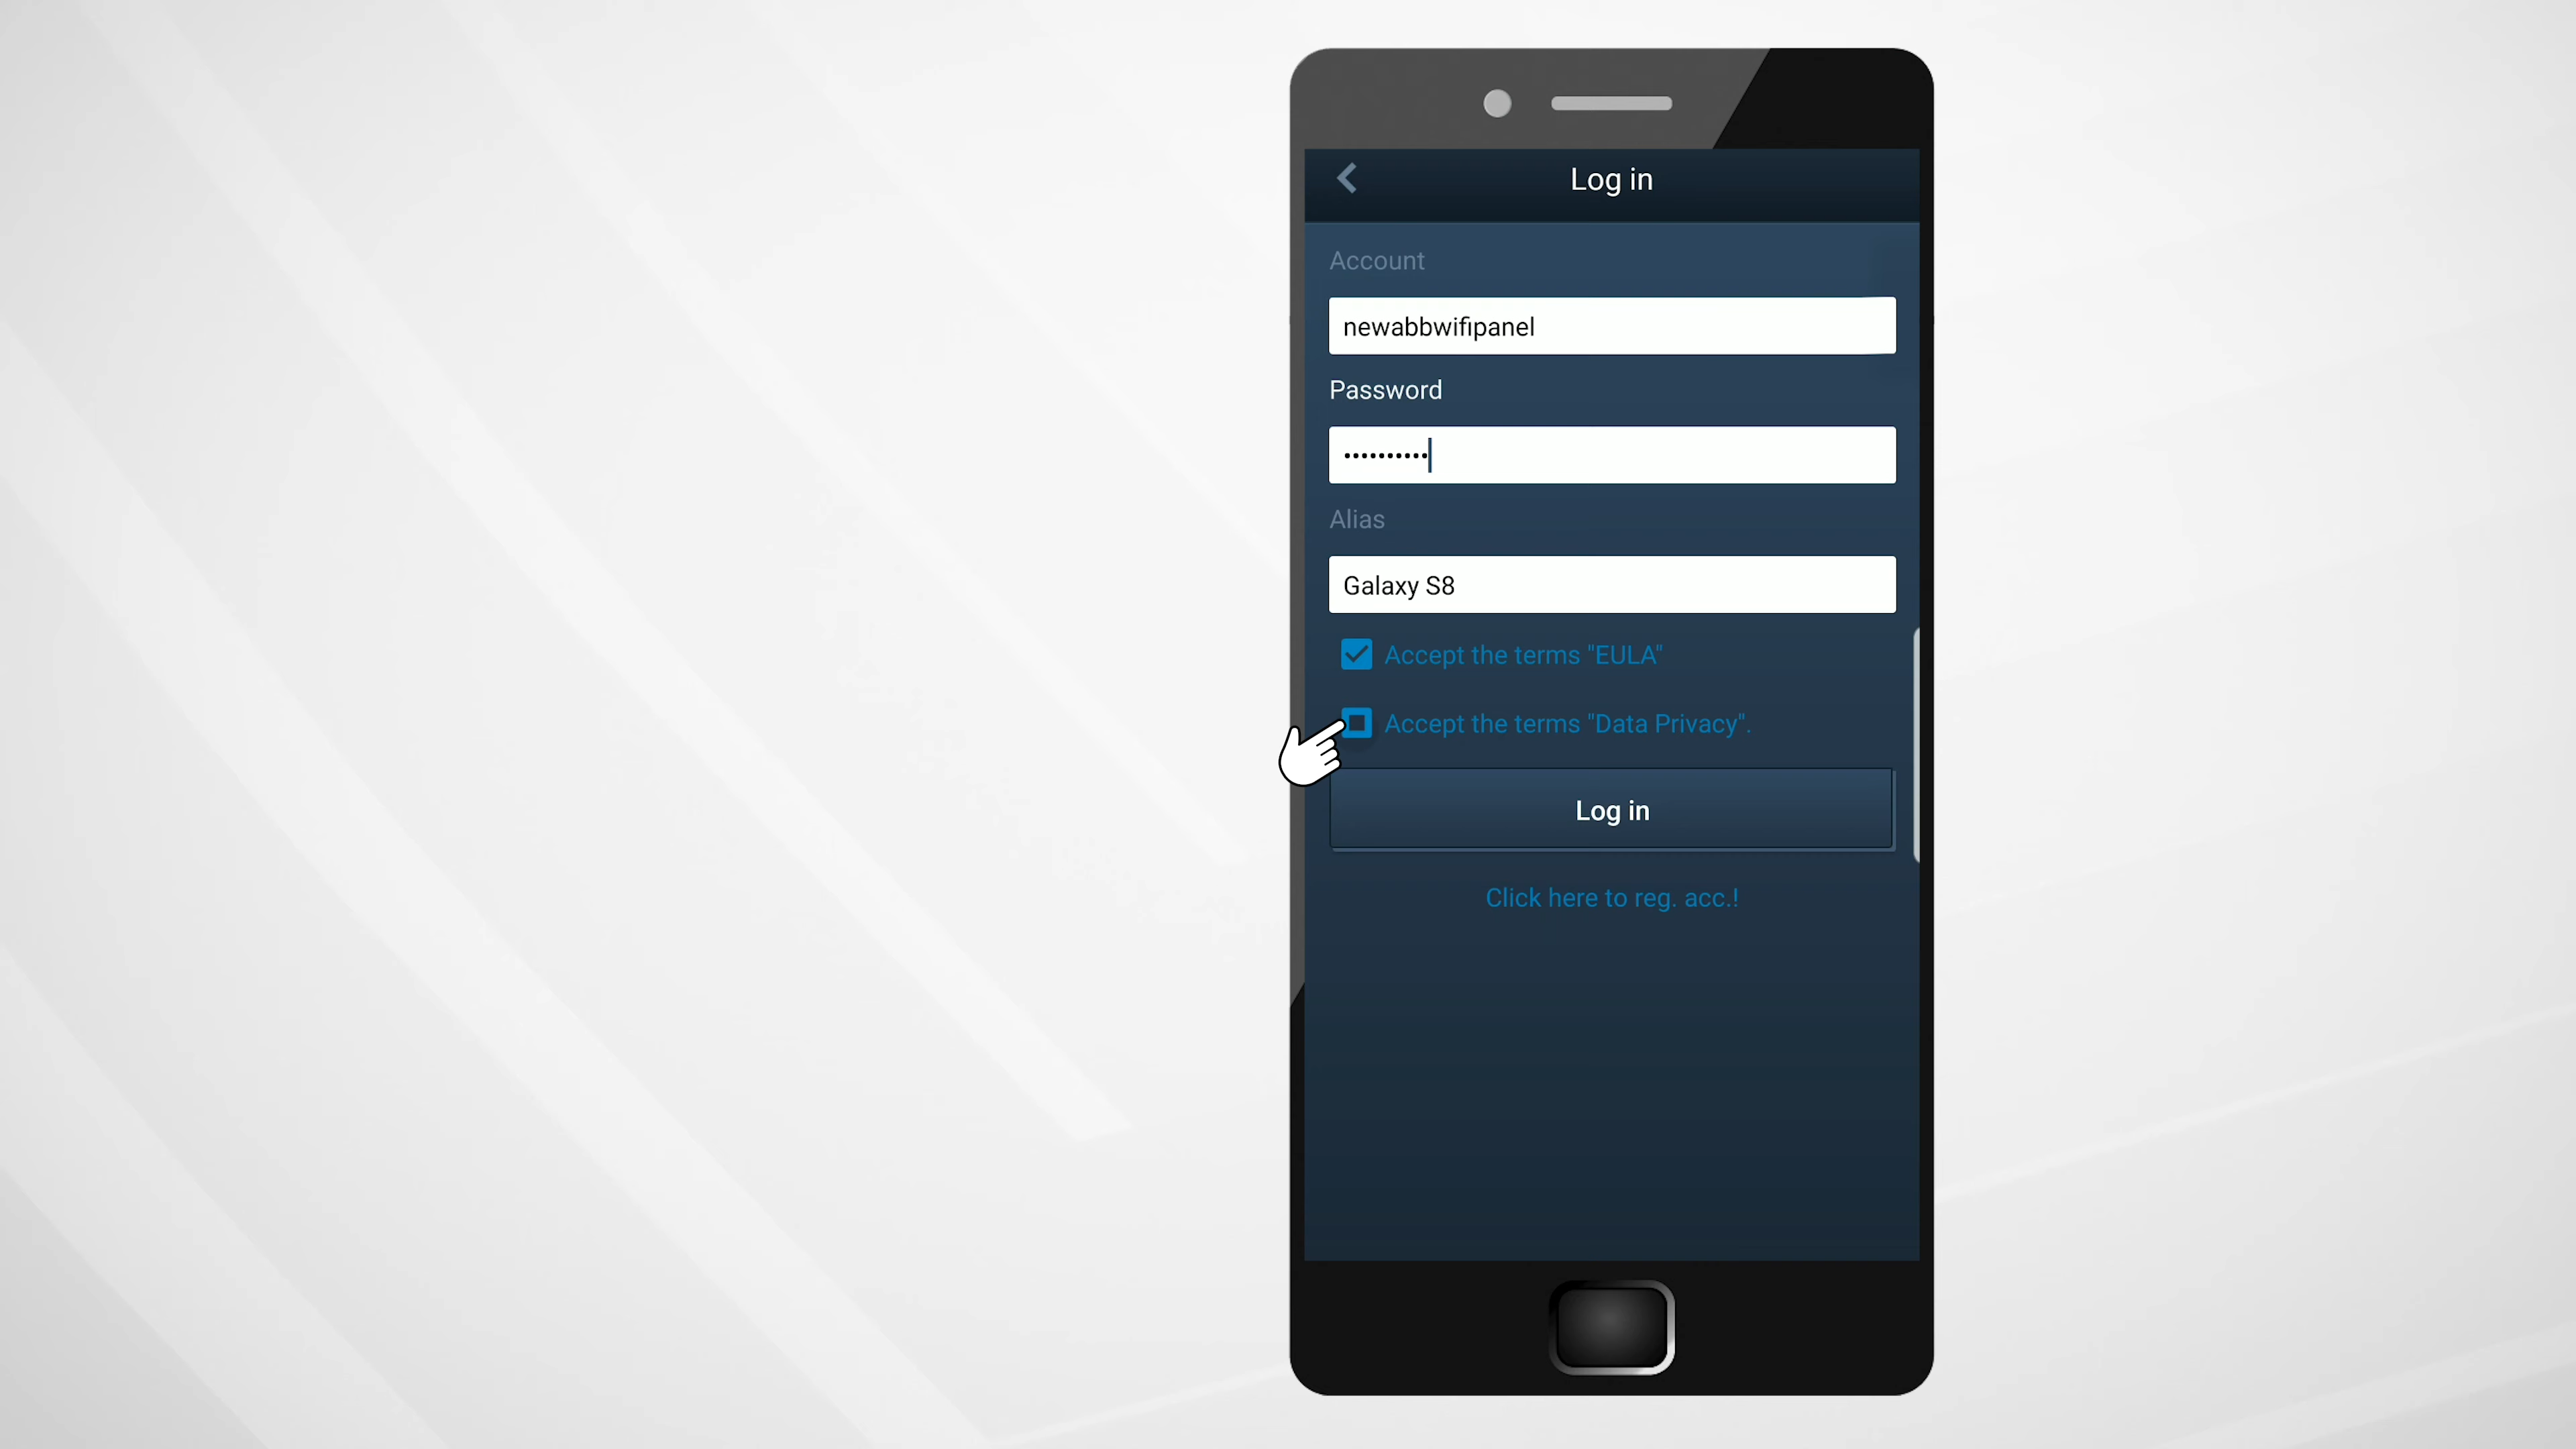 Log in
Account
newabbwifipanel
Password
••••••••••
Alias
Galaxy S8
Accept the terms "EULA"
Accept the terms "Data Privacy".
Log in
Click here to reg. acc.!